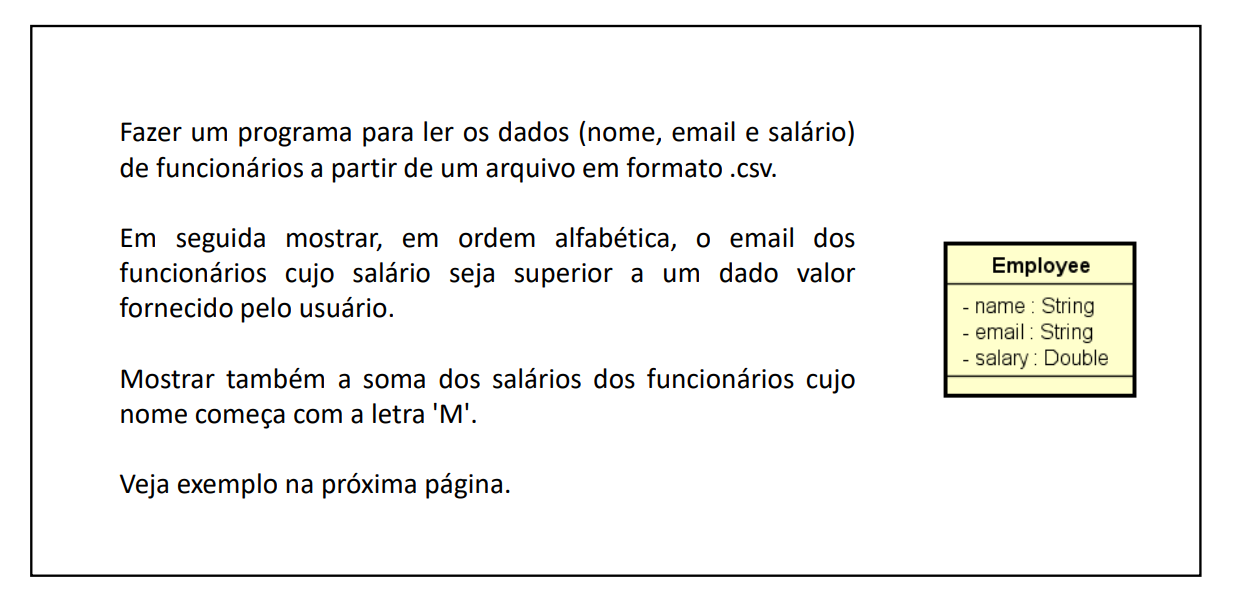 Fazer um programa para ler os dados (nome, email e salário)
de funcionários a partir de um arquivo em formato .csv.
Em seguida mostrar, em ordem alfabética, o email dos
funcionários cujo salário seja superior a um dado valor
fornecido pelo usuário.
Mostrar também a soma dos salários dos funcionários cujo
nome começa com a letra 'M'.
Veja exemplo na próxima página.
Employee
- name : String
- email : String
- salary : Double